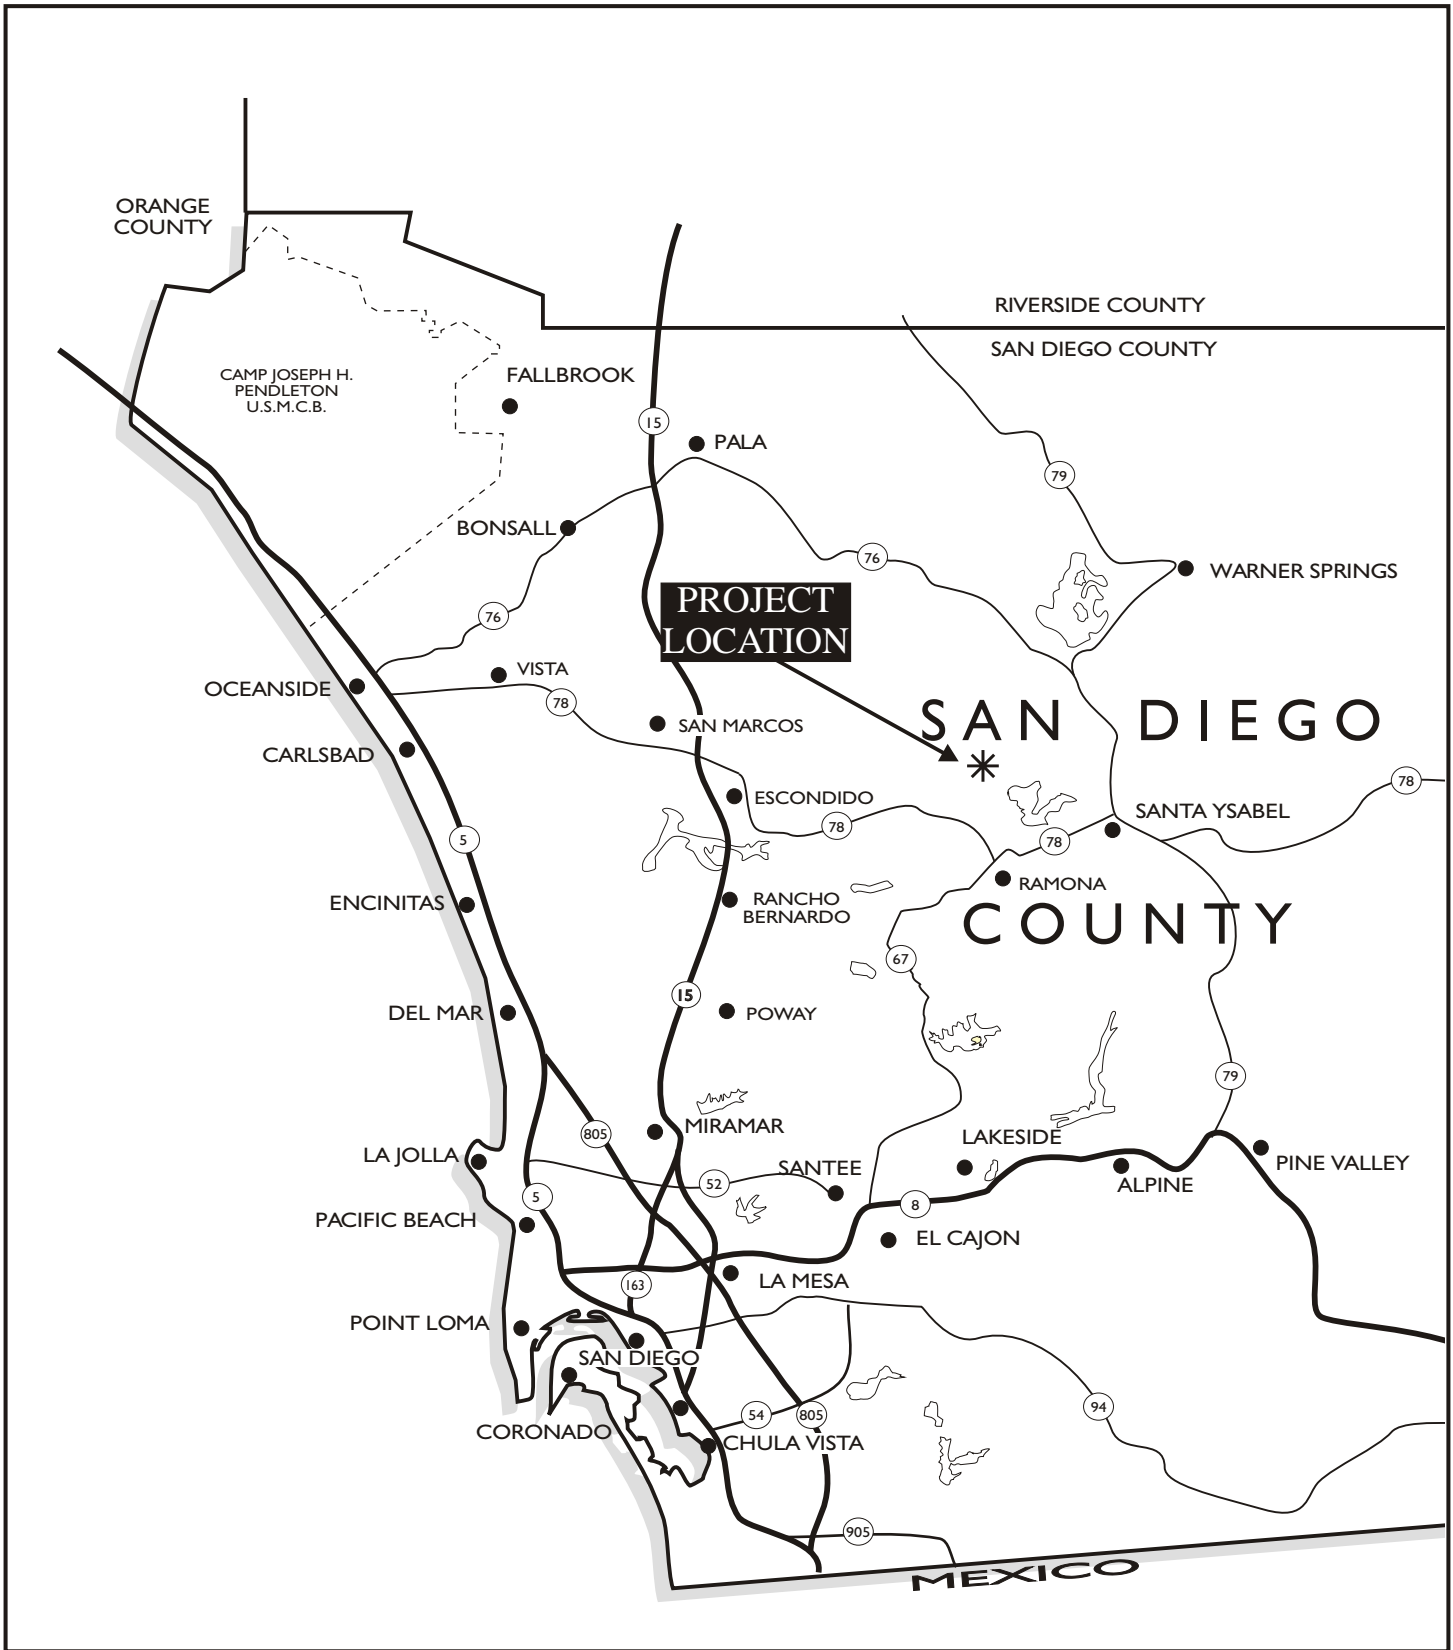 ORANGE
COUNTY
RIVERSIDE COUNTY
SAN DIEGO COUNTY
CAMP JOSEPH H.
PENDLETON
U.S.M.C.B.
FALLBROOK
15
PALA
79
BONSALL
76
WARNER SPRINGS
PROJECT
LOCATION
76
VISTA
OCEANSIDE
78
SAN MARCOS
SAN DIEGO
CARLSBAD
78
ESCONDIDO
SANTA YSABEL
78
5
78
RAMONA
ENCINITAS
RANCHO
BERNARDO
COUNTY
67
15
DEL MAR
POWAY
79
805
MIRAMAR
LAKESIDE
LA JOLLA
SANTEE
PINE VALLEY
52
ALPINE
5
8
PACIFIC BEACH
EL CAJON
163
LA MESA
POINT LOMA
SAN DIEGO
94
54
805
CORONADO
CHULA VISTA
905
MEXICO